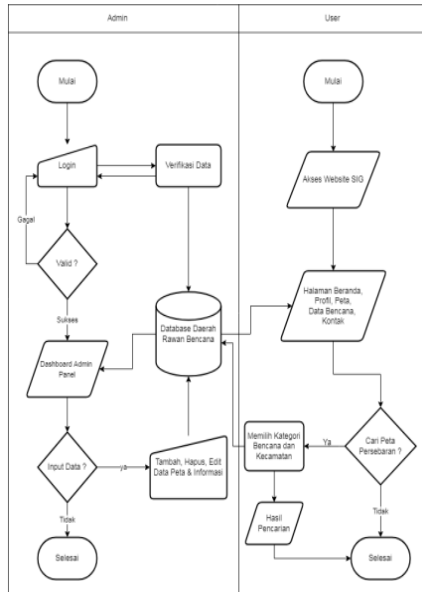 Admin
User
Mulai
Mulai
Login
Verifikasi Data
Akses Website SIG
Gagal
Valid ?
Sukses
Database Daerah
Rawan Bencana
Halaman Beranda,
Profil, Peta,
Data Bencana,
Kontak
Dashboard Admin
Panel
Input Data ?
ya
Tambah, Hapus, Edit
Data Peta & Informasi
Memilih Kategori
Bencana dan
Kecamatan
Ya
Cari Peta
Persebaran ?
Tidak
Hasil
Pencarian
Tidak
Selesai
Selesai